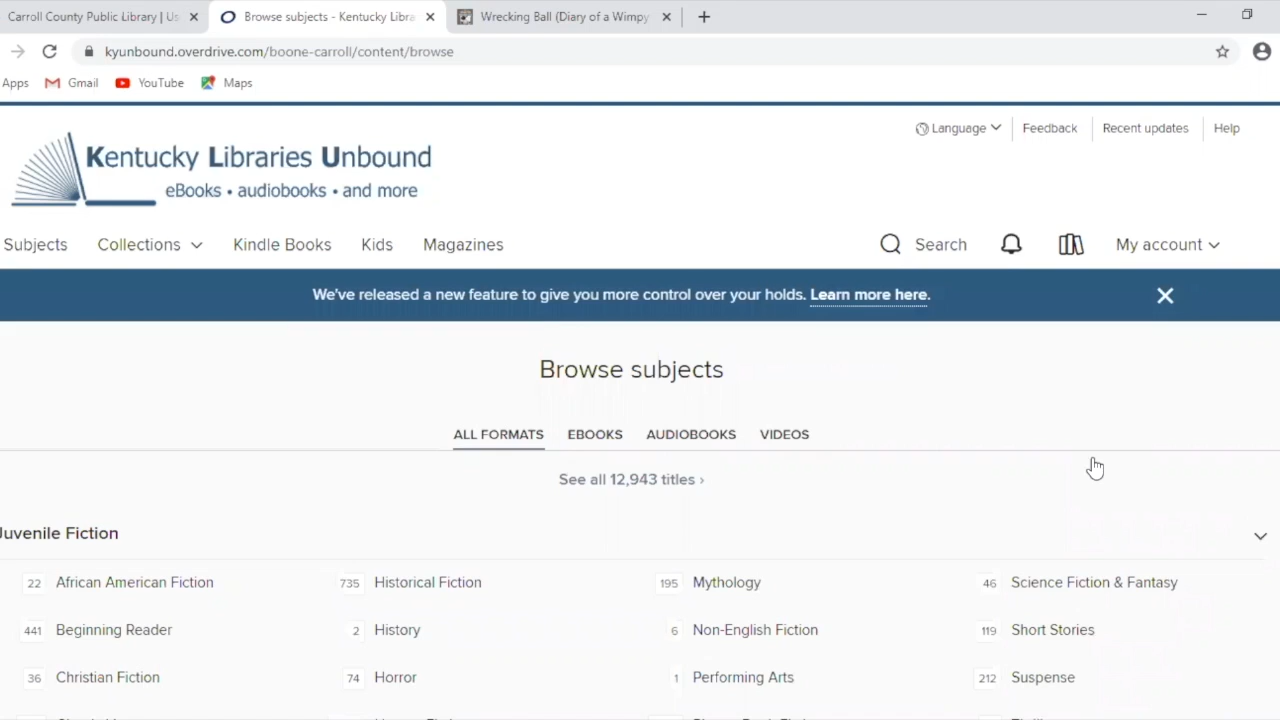 Carroll County Public Library | Us
Browse subjects - Kentucky Libra
Wrecking Ball (Diary of a Wimpy
kyunbound.overdrive.com/boone-carroll/content/browse
Apps Gmail YouTube Maps
Language Feedback Recent updates Help
Kentucky Libraries Unbound
eBooks • audiobooks • and more
Subjects Collections Kindle Books Kids Magazines Search My account
We've released a new feature to give you more control over your holds. Learn more here.
Browse subjects
ALL FORMATS EBOOKS AUDIOBOOKS VIDEOS
See all 12,943 titles ›
Juvenile Fiction
22 African American Fiction 735 Historical Fiction 195 Mythology 46 Science Fiction & Fantasy
441 Beginning Reader 2 History 6 Non-English Fiction 119 Short Stories
36 Christian Fiction 74 Horror 1 Performing Arts 212 Suspense